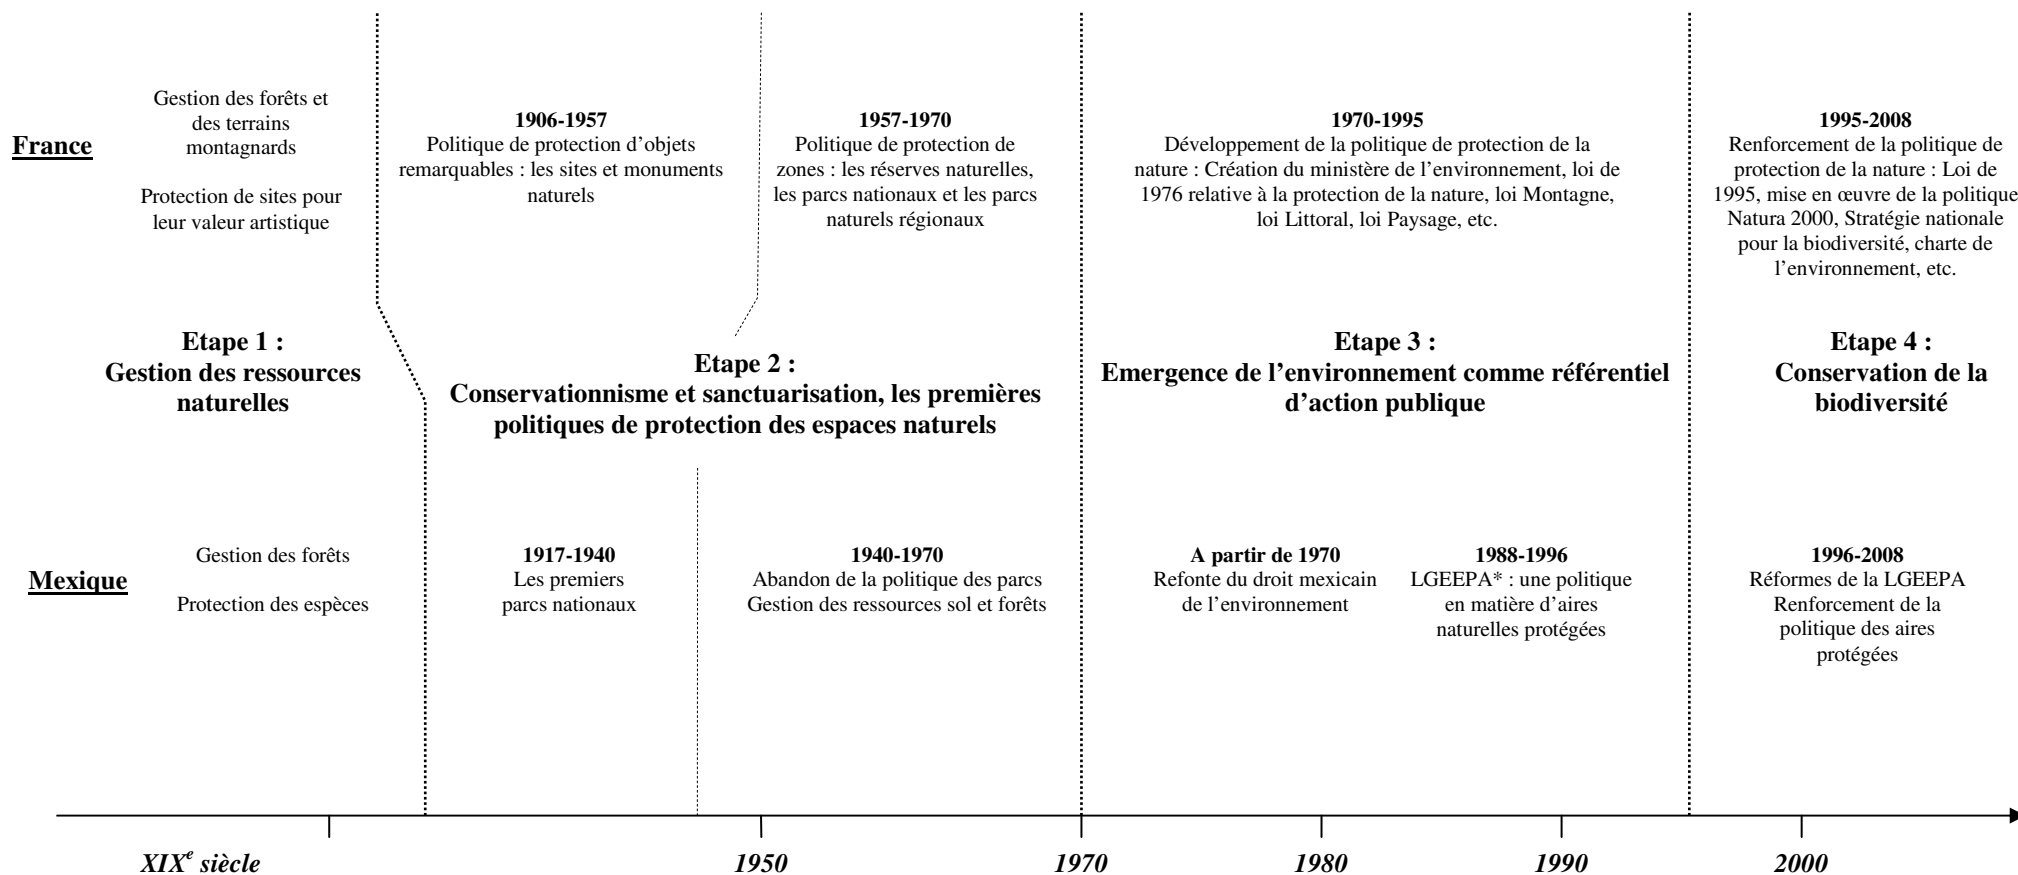 France
Gestion des forêts et
des terrains
montagnards
Protection de sites pour
leur valeur artistique
1906-1957
Politique de protection d’objets
remarquables : les sites et monuments
naturels
1957-1970
Politique de protection de
zones : les réserves naturelles,
les parcs nationaux et les parcs
naturels régionaux
1970-1995
Développement de la politique de protection de la
nature : Création du ministère de l’environnement, loi de
1976 relative à la protection de la nature, loi Montagne,
loi Littoral, loi Paysage, etc.
1995-2008
Renforcement de la politique de
protection de la nature : Loi de
1995, mise en œuvre de la politique
Natura 2000, Stratégie nationale
pour la biodiversité, charte de
l’environnement, etc.
Etape 1 :
Gestion des ressources
naturelles
Etape 2 :
Conservationnisme et sanctuarisation, les premières
politiques de protection des espaces naturels
Etape 3 :
Emergence de l’environnement comme référentiel
d’action publique
Etape 4 :
Conservation de la
biodiversité
Mexique
Gestion des forêts
Protection des espèces
1917-1940
Les premiers
parcs nationaux
1940-1970
Abandon de la politique des parcs
Gestion des ressources sol et forêts
A partir de 1970
Refonte du droit mexicain
de l’environnement
1988-1996
LGEEPA* : une politique
en matière d’aires
naturelles protégées
1996-2008
Réformes de la LGEEPA
Renforcement de la
politique des aires
protégées
XIXe siècle
1950
1970
1980
1990
2000